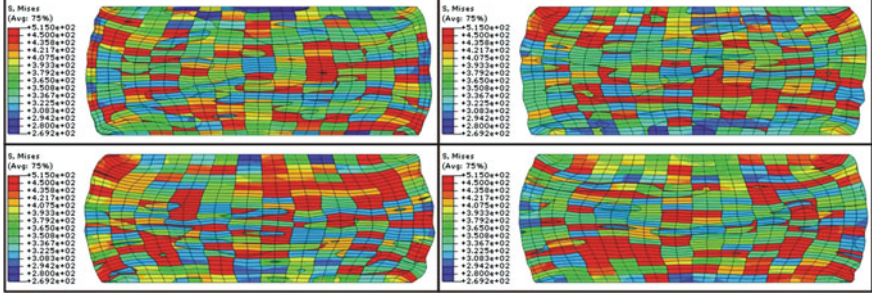 S, Mises
(Avg: 75%)
+5.150e+02
+4.500e+02
+4.358e+02
+4.217e+02
+4.075e+02
+3.933e+02
+3.792e+02
+3.650e+02
+3.508e+02
+3.367e+02
+3.225e+02
+3.083e+02
+2.942e+02
+2.800e+02
+2.692e+02
S, Mises
(Avg: 75%)
+5.150e+02
+4.500e+02
+4.358e+02
+4.217e+02
+4.075e+02
+3.933e+02
+3.792e+02
+3.650e+02
+3.508e+02
+3.367e+02
+3.225e+02
+3.083e+02
+2.942e+02
+2.800e+02
+2.692e+02
S, Mises
(Avg: 75%)
+5.150e+02
+4.500e+02
+4.358e+02
+4.217e+02
+4.075e+02
+3.933e+02
+3.792e+02
+3.650e+02
+3.508e+02
+3.367e+02
+3.225e+02
+3.083e+02
+2.942e+02
+2.800e+02
+2.692e+02
S, Mises
(Avg: 75%)
+5.150e+02
+4.500e+02
+4.358e+02
+4.217e+02
+4.075e+02
+3.933e+02
+3.792e+02
+3.650e+02
+3.508e+02
+3.367e+02
+3.225e+02
+3.083e+02
+2.942e+02
+2.800e+02
+2.692e+02